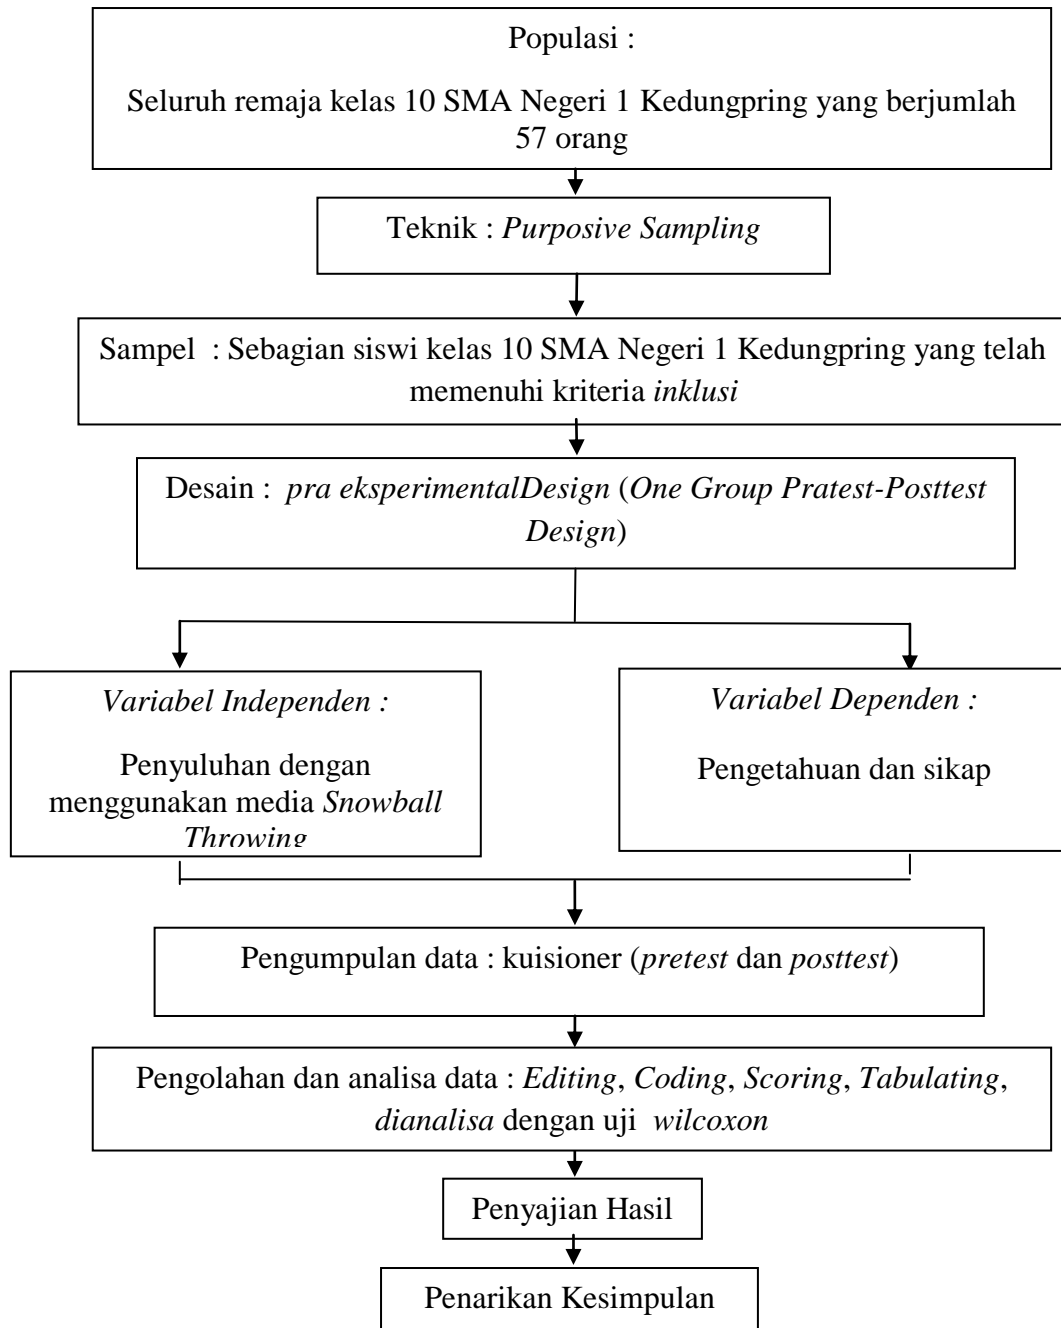 Populasi :
Seluruh remaja kelas 10 SMA Negeri 1 Kedungpring yang berjumlah
57 orang
Teknik : Purposive Sampling
Sampel : Sebagian siswi kelas 10 SMA Negeri 1 Kedungpring yang telah
memenuhi kriteria inklusi
Desain : pra eksperimentalDesign (One Group Pratest-Posttest
Design)
Variabel Independen :
Penyuluhan dengan
menggunakan media Snowball
Throwing
Variabel Dependen :
Pengetahuan dan sikap
Pengumpulan data : kuisioner (pretest dan posttest)
Pengolahan dan analisa data : Editing, Coding, Scoring, Tabulating,
dianalisa dengan uji wilcoxon
Penyajian Hasil
Penarikan Kesimpulan